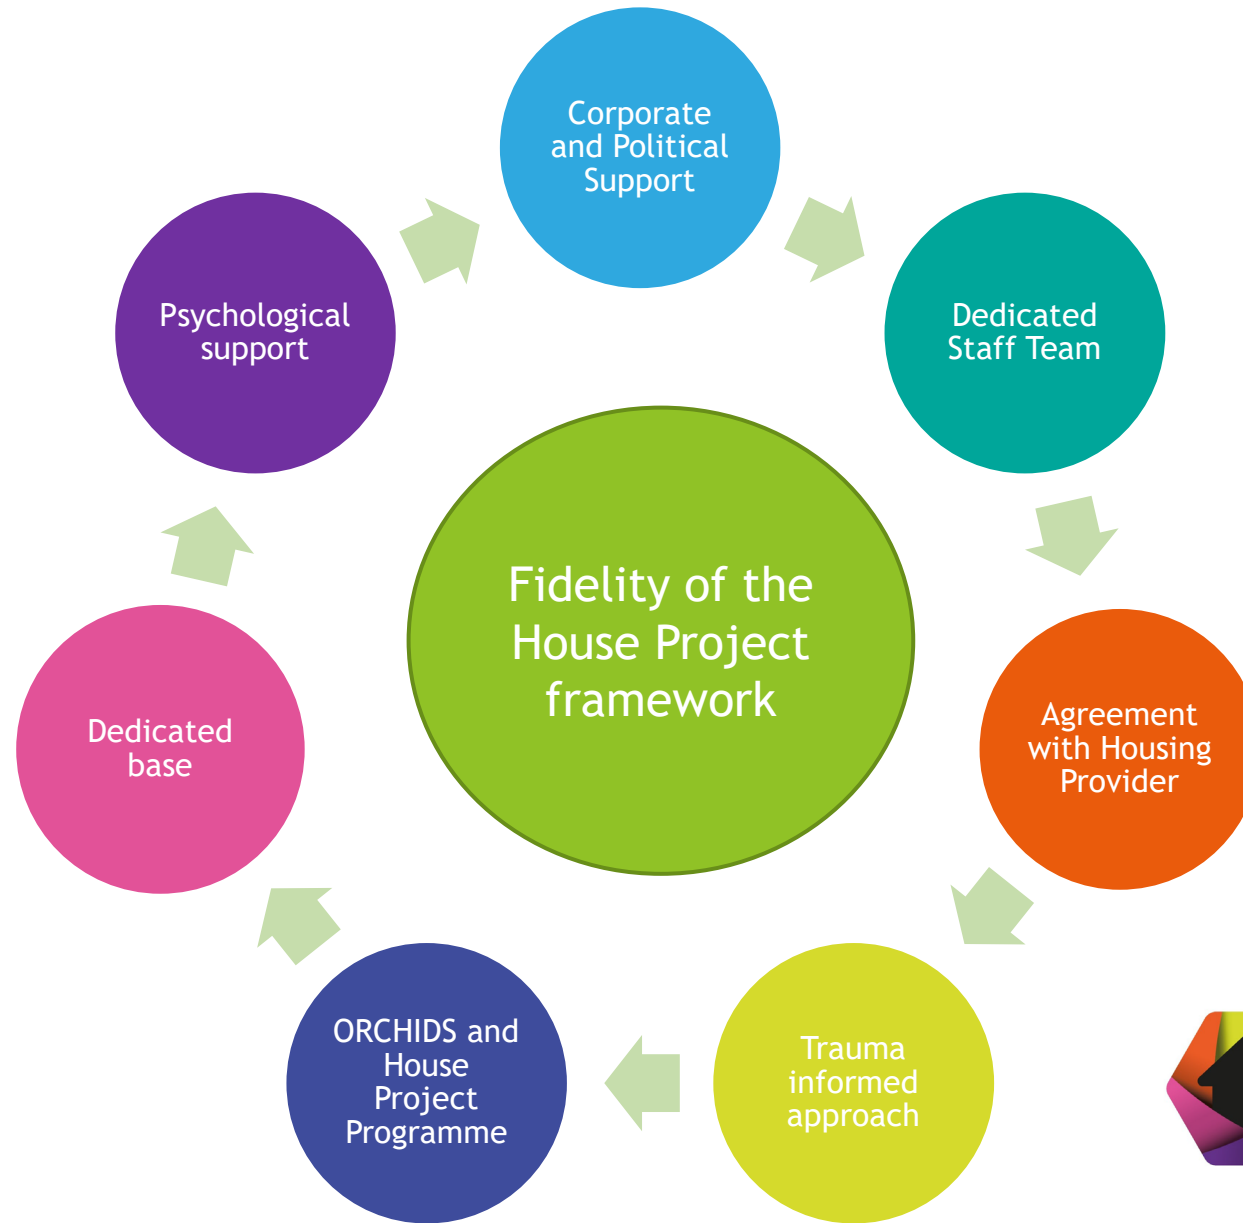 Corporate
and Political
Support
Dedicated
Staff Team
Agreement
with Housing
Provider
Trauma
informed
approach
ORCHIDS and
House
Project
Programme
Dedicated
base
Psychological
support
Fidelity of the
House Project
framework